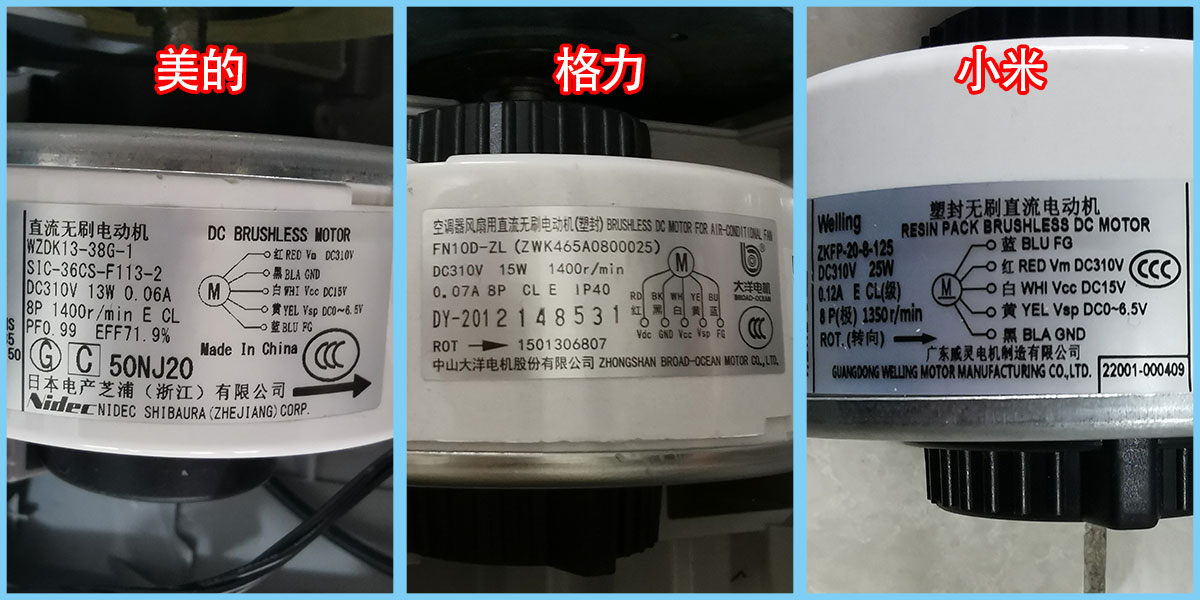 美的
直流无刷电动机
DC BRUSHLESS MOTOR
WZDK13-38G-1
SIC-36CS-F113-2
DC310V 13W 0.06A
8P 1400r/min E CL
PF0.99 EFF71.9%
M
红 RED Vm DC310V
黑 BLA GND
白 WHI Vcc DC15V
黄 YEL Vsp DC0~6.5V
蓝 BLU FG
Made In China
G C 50NJ20
CCC
日本电产芝浦(浙江)有限公司
Nidec NIDEC SHIBAURA(ZHEJIANG)CORP.
50
格力
空调器风扇用直流无刷电动机(塑封) BRUSHLESS DC MOTOR FOR AIR-CONDITIONAL FAN
FN10D-ZL (ZWK465A0800025)
DC310V 15W 1400r/min
0.07A 8P CL E IP40
DY-2012148531
ROT 1501306807
M
RD BK WH YE BU
红 黑 白 黄 蓝
Vdc GND Vcc Vsp FG
大洋电机
BROAD-OCEAN
CCC
中山大洋电机股份有限公司 ZHONGSHAN BROAD-OCEAN MOTOR CO.,LTD.
小米
Welling
塑封无刷直流电动机
RESIN PACK BRUSHLESS DC MOTOR
ZKFP-20-8-125
DC310V 25W
0.12A E CL(级)
8 P(极) 1350r/min
ROT.(转向)
M
蓝 BLU FG
红 RED Vm DC310V
白 WHI Vcc DC15V
黄 YEL Vsp DC0~6.5V
黑 BLA GND
CCC
广东威灵电机制造有限公司
GUANGDONG WELLING MOTOR MANUFACTURING CO.,LTD.
22001-000409